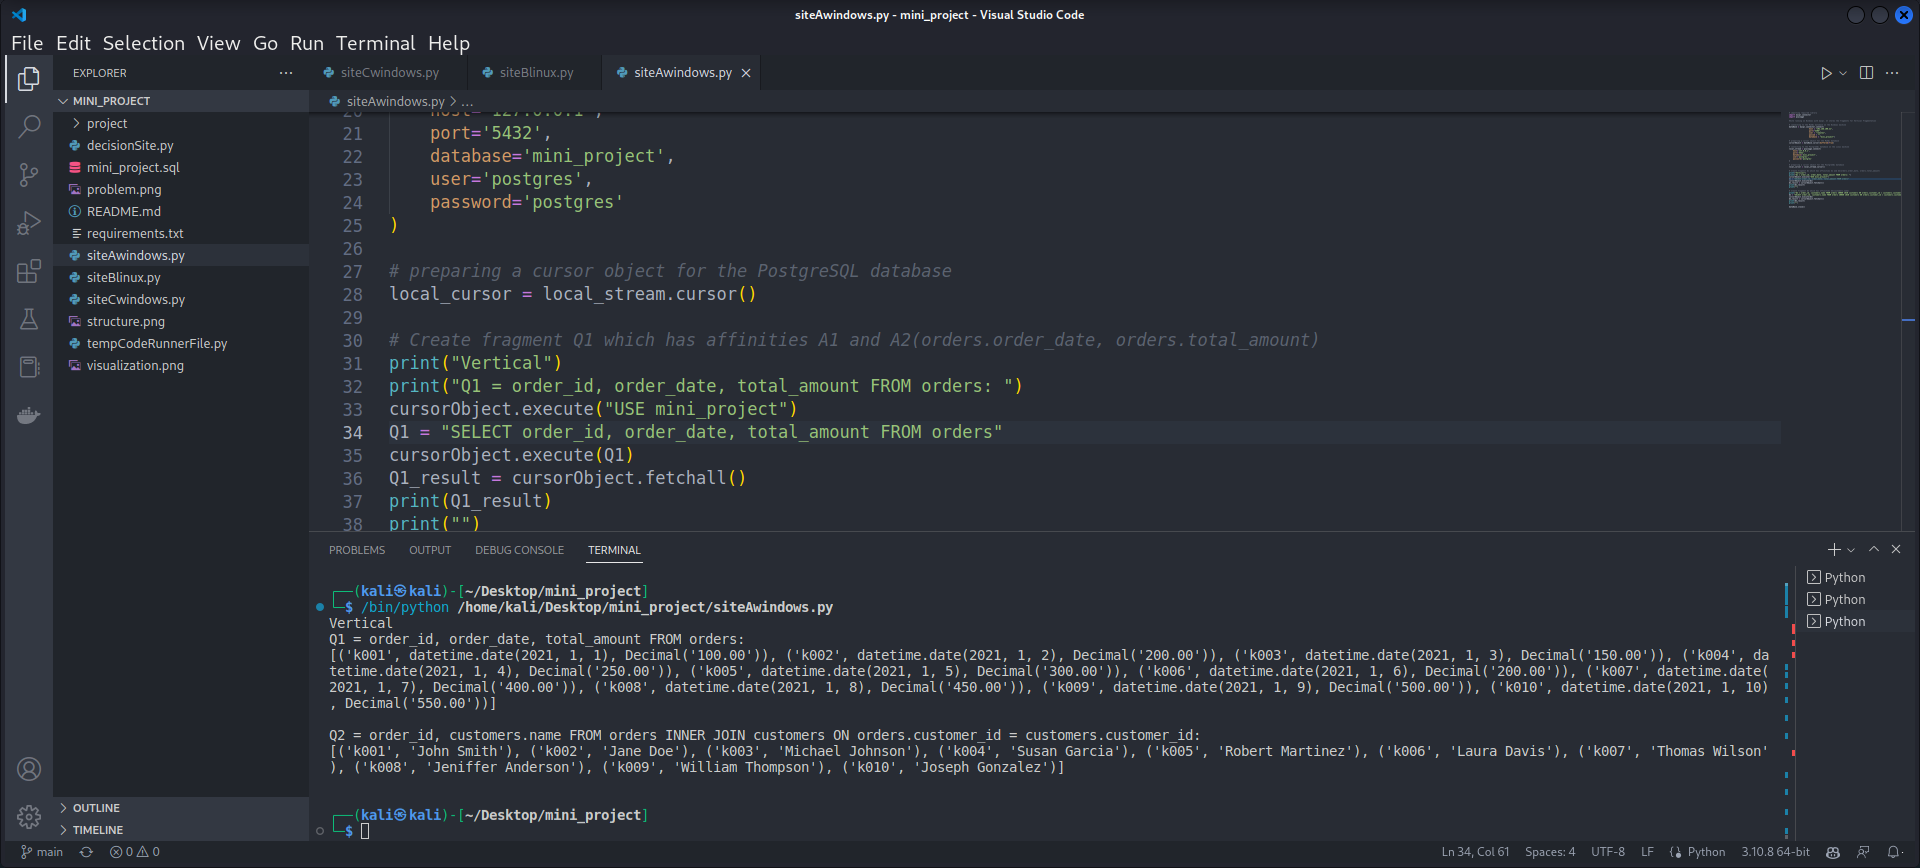 siteAwindows.py - mini_project - Visual Studio Code
File Edit Selection View Go Run Terminal Help
EXPLORER
siteCwindows.py
siteBlinux.py
siteAwindows.py
MINI_PROJECT
project
decisionSite.py
mini_project.sql
problem.png
README.md
requirements.txt
siteAwindows.py
siteBlinux.py
siteCwindows.py
structure.png
tempCodeRunnerFile.py
visualization.png
OUTLINE
TIMELINE
siteAwindows.py > ...
20 host='127.0.0.1',
21 port='5432',
22 database='mini_project',
23 user='postgres',
24 password='postgres'
25 )
26
27 # preparing a cursor object for the PostgreSQL database
28 local_cursor = local_stream.cursor()
29
30 # Create fragment Q1 which has affinities A1 and A2(orders.order_date, orders.total_amount)
31 print("Vertical")
32 print("Q1 = order_id, order_date, total_amount FROM orders: ")
33 cursorObject.execute("USE mini_project")
34 Q1 = "SELECT order_id, order_date, total_amount FROM orders"
35 cursorObject.execute(Q1)
36 Q1_result = cursorObject.fetchall()
37 print(Q1_result)
38 print("")
PROBLEMS OUTPUT DEBUG CONSOLE TERMINAL
┌──(kali㉿kali)-[~/Desktop/mini_project]
└─$ /bin/python /home/kali/Desktop/mini_project/siteAwindows.py
Vertical
Q1 = order_id, order_date, total_amount FROM orders:
[('k001', datetime.date(2021, 1, 1), Decimal('100.00')), ('k002', datetime.date(2021, 1, 2), Decimal('200.00')), ('k003', datetime.date(2021, 1, 3), Decimal('150.00')), ('k004', da
tetime.date(2021, 1, 4), Decimal('250.00')), ('k005', datetime.date(2021, 1, 5), Decimal('300.00')), ('k006', datetime.date(2021, 1, 6), Decimal('200.00')), ('k007', datetime.date(
2021, 1, 7), Decimal('400.00')), ('k008', datetime.date(2021, 1, 8), Decimal('450.00')), ('k009', datetime.date(2021, 1, 9), Decimal('500.00')), ('k010', datetime.date(2021, 1, 10)
, Decimal('550.00'))]
Q2 = order_id, customers.name FROM orders INNER JOIN customers ON orders.customer_id = customers.customer_id:
[('k001', 'John Smith'), ('k002', 'Jane Doe'), ('k003', 'Michael Johnson'), ('k004', 'Susan Garcia'), ('k005', 'Robert Martinez'), ('k006', 'Laura Davis'), ('k007', 'Thomas Wilson'
), ('k008', 'Jeniffer Anderson'), ('k009', 'William Thompson'), ('k010', 'Joseph Gonzalez')]
┌──(kali㉿kali)-[~/Desktop/mini_project]
└─$
Python
Python
Python
main 0 0 Ln 34, Col 61 Spaces: 4 UTF-8 LF Python 3.10.8 64-bit